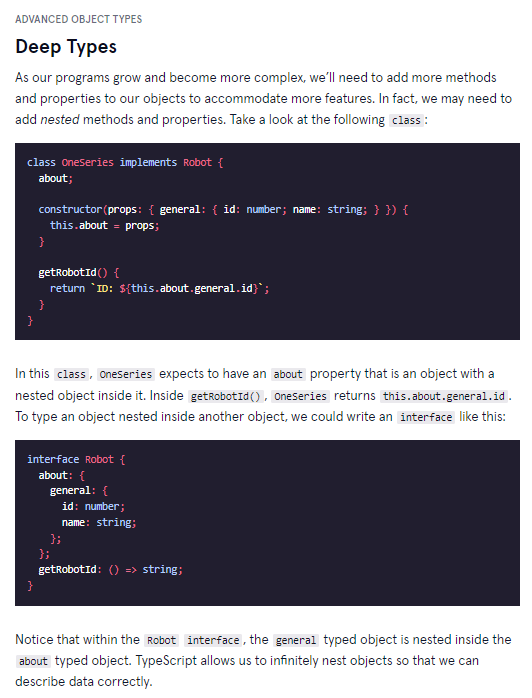 ADVANCED OBJECT TYPES
Deep Types
As our programs grow and become more complex, we’ll need to add more methods
and properties to our objects to accommodate more features. In fact, we may need to
add nested methods and properties. Take a look at the following class :
class OneSeries implements Robot {
  about;

  constructor(props: { general: { id: number; name: string; } }) {
    this.about = props;
  }

  getRobotId() {
    return `ID: ${this.about.general.id}`;
  }
}
In this class , OneSeries expects to have an about property that is an object with a
nested object inside it. Inside getRobotId() , OneSeries returns this.about.general.id .
To type an object nested inside another object, we could write an interface like this:
interface Robot {
  about: {
    general: {
      id: number;
      name: string;
    };
  };
  getRobotId: () => string;
}
Notice that within the Robot interface , the general typed object is nested inside the
about typed object. TypeScript allows us to infinitely nest objects so that we can
describe data correctly.